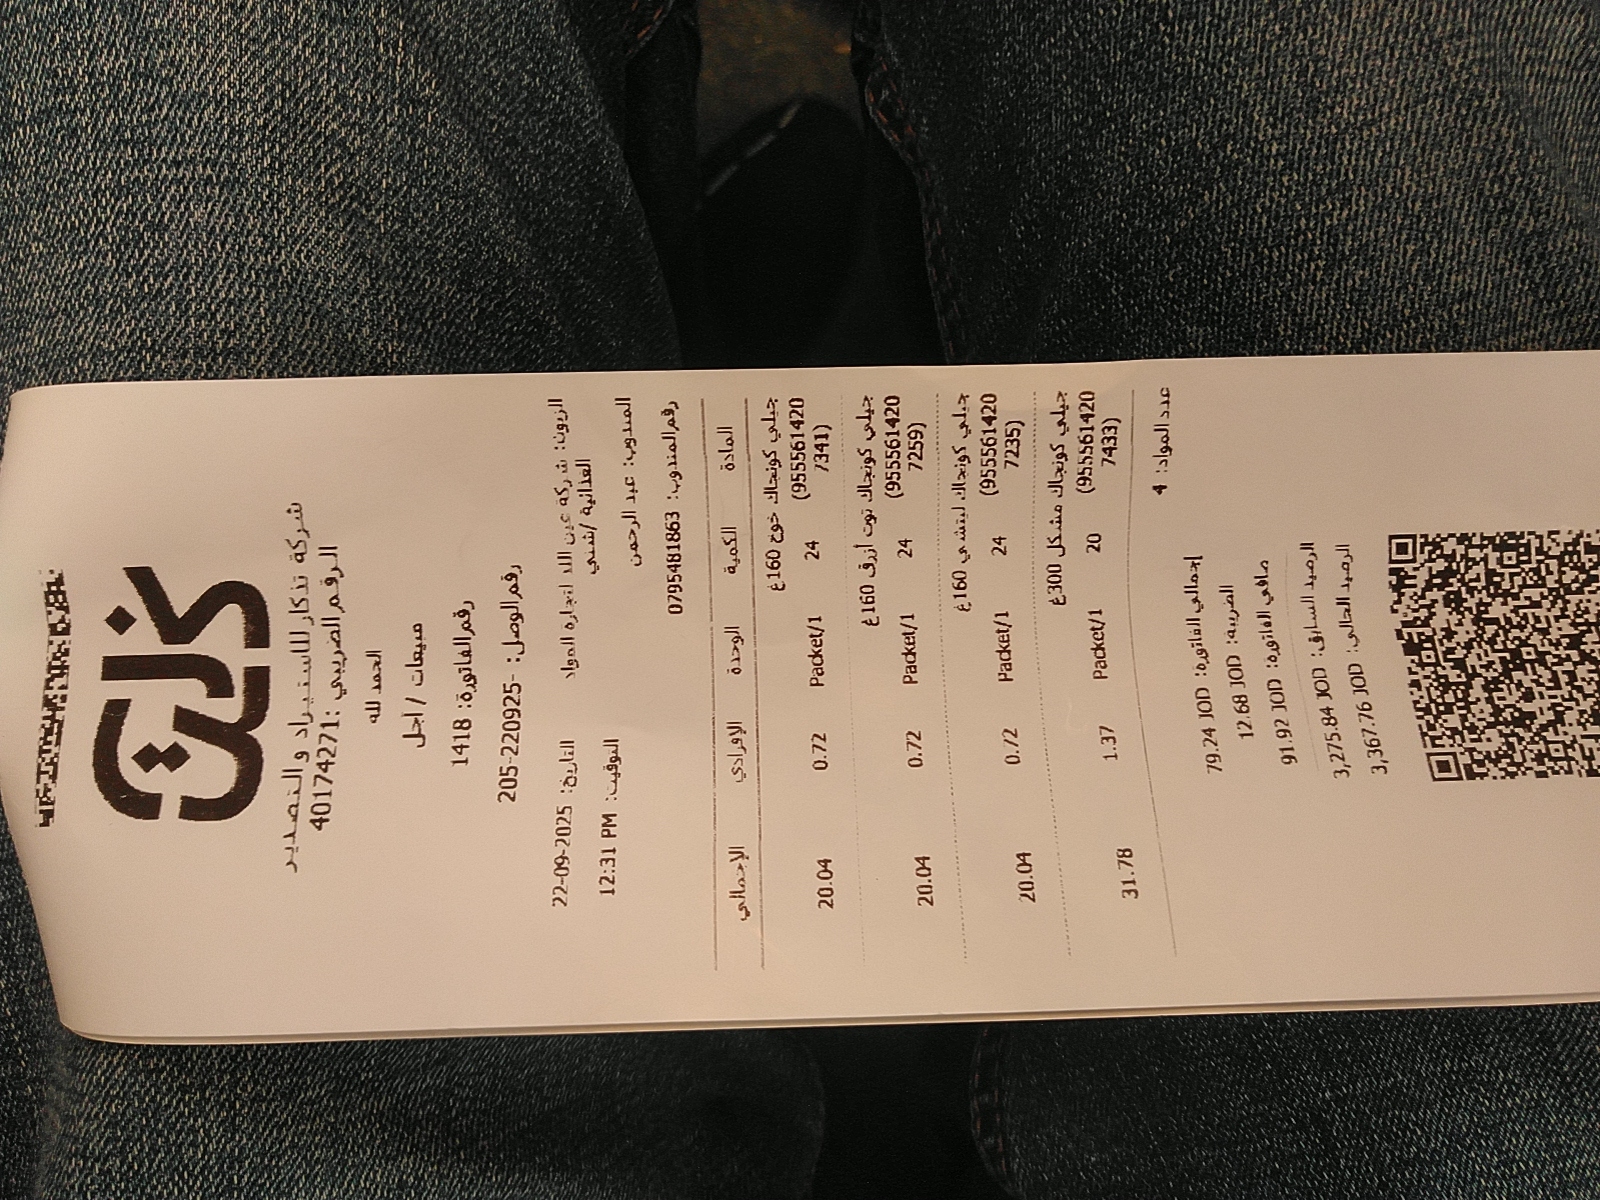 تذكار
شركة تذكار للاستيراد و التصدير
الرقم الضريبي :40174271
الحمد لله
مبيعات / اجل
رقم الفاتورة: 1418
رقم الوصل: -205-220925
الزبون: شركة عين اللا لتجارة المواد الغذائية /شني
التاريخ: 22-09-2025
المندوب: عبد الرحمن
التوقيت: 12:31 PM
رقم المندوب: 0795481863
المادة الكمية الوحدة الإفرادي الإجمالي
جيلي كونجاك خوخ 160غ
(9555614207341) 24 Packet/1 0.72 20.04
جيلي كونجاك توت أزرق 160غ
(9555614207259) 24 Packet/1 0.72 20.04
جيلي كونجاك ليتشي 160غ
(9555614207235) 24 Packet/1 0.72 20.04
جيلي كونجاك مشكل 300غ
(9555614207433) 20 Packet/1 1.37 31.78
عدد المواد: 4
إجمالي الفاتورة: 79.24 JOD
الضريبة: 12.68 JOD
صافي الفاتورة: 91.92 JOD
الرصيد السابق: 3,275.84 JOD
الرصيد الحالي: 3,367.76 JOD